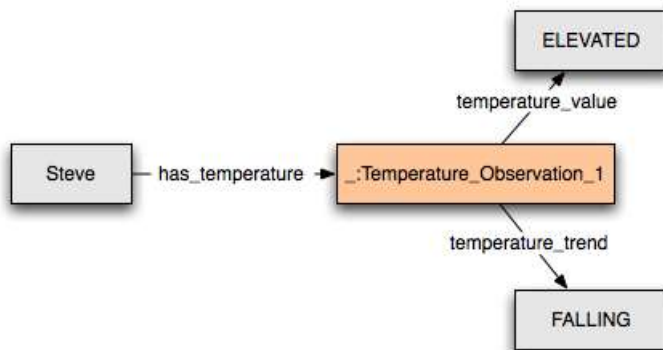 ELEVATED
temperature_value
Steve
has_temperature
_:Temperature_Observation_1
temperature_trend
FALLING